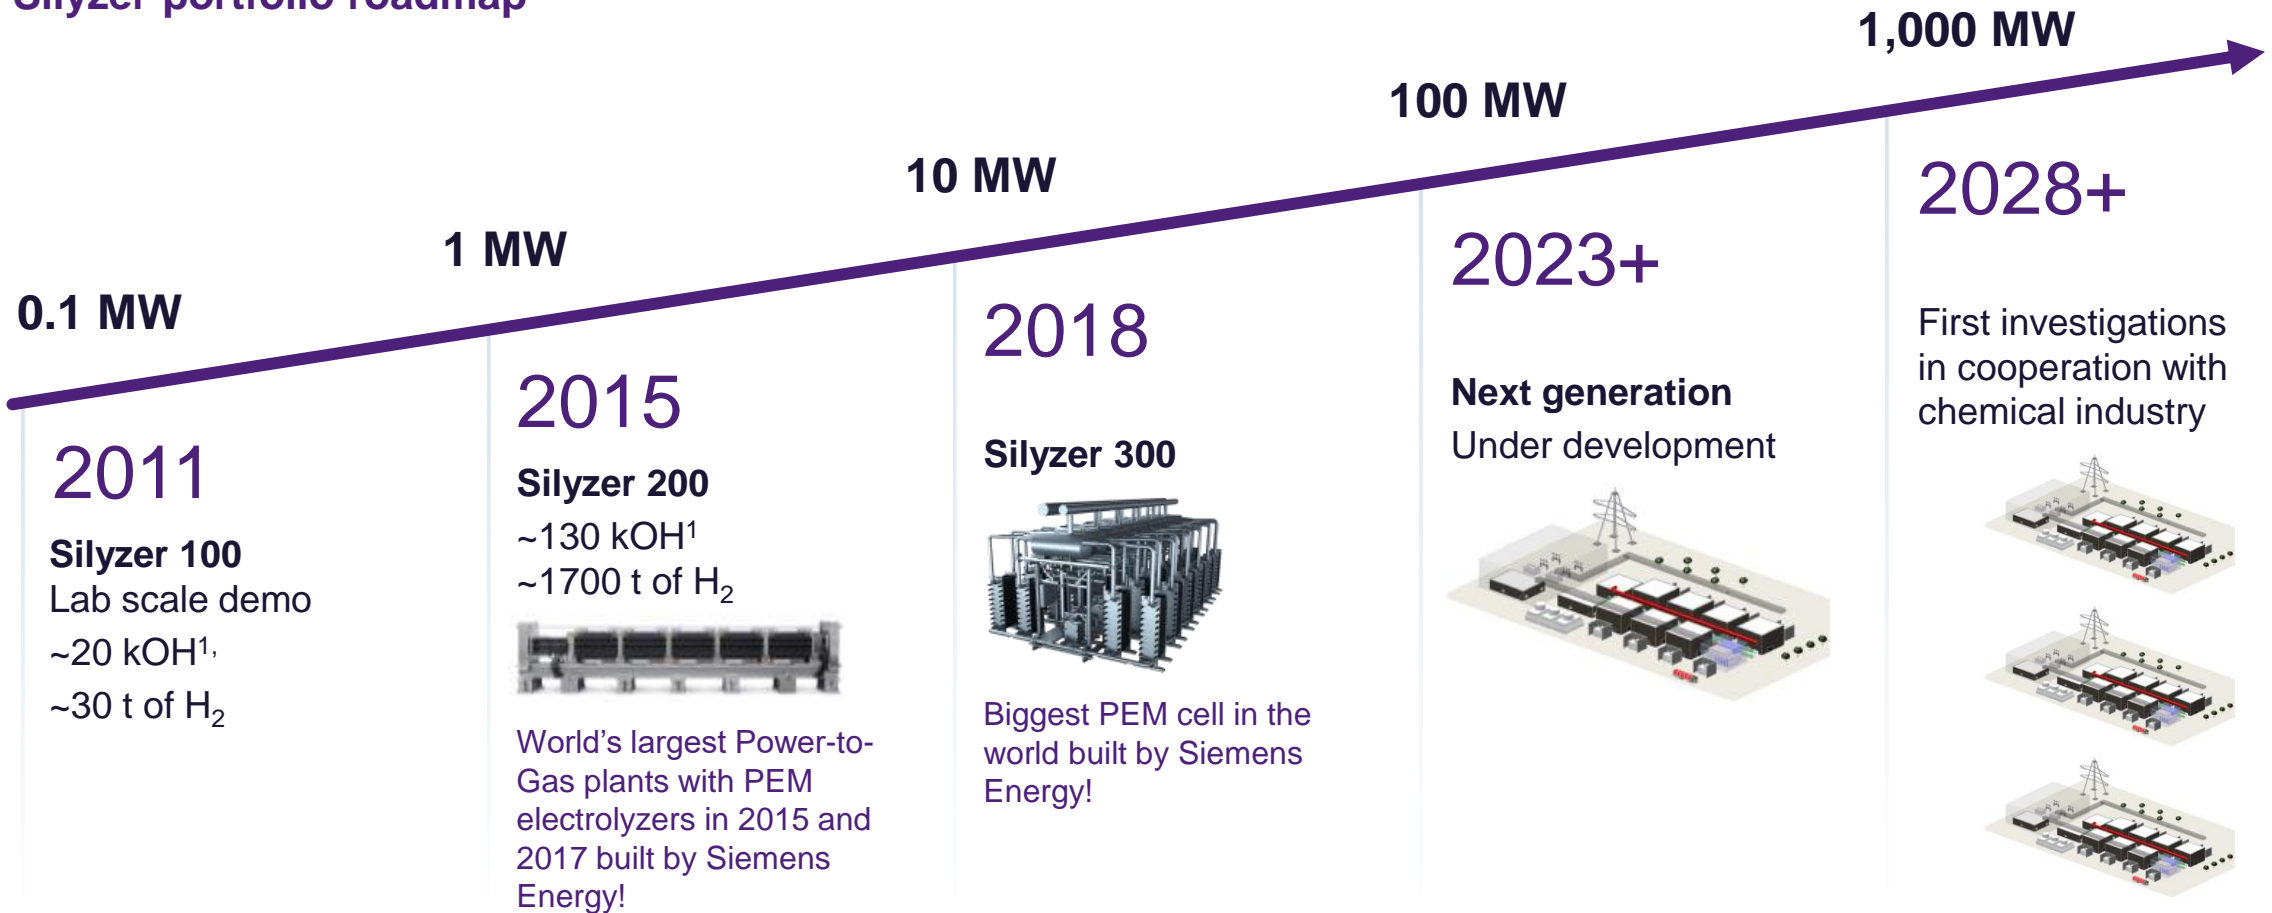 Silyzer portfolio roadmap
0.1 MW
1 MW
10 MW
100 MW
1,000 MW
2011
Silyzer 100
Lab scale demo
~20 kOH¹,
~30 t of H₂
2015
Silyzer 200
~130 kOH¹
~1700 t of H₂
World’s largest Power-to-
Gas plants with PEM
electrolyzers in 2015 and
2017 built by Siemens
Energy!
2018
Silyzer 300
Biggest PEM cell in the
world built by Siemens
Energy!
2023+
Next generation
Under development
2028+
First investigations
in cooperation with
chemical industry